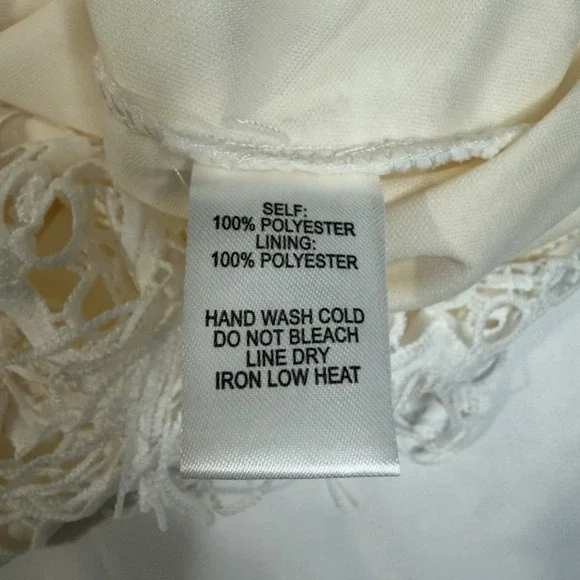 SELF:
100% POLYESTER
LINING:
100% POLYESTER
HAND WASH COLD
DO NOT BLEACH
LINE DRY
IRON LOW HEAT